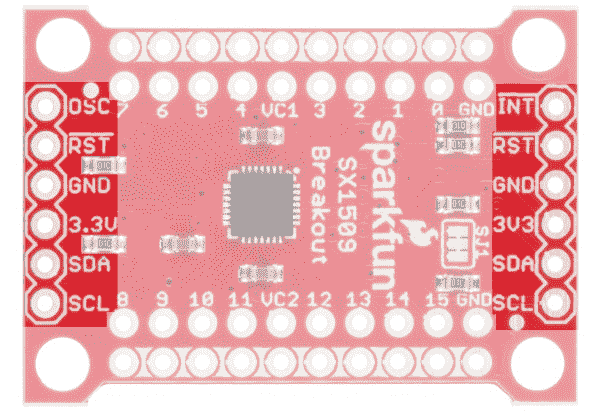 OSC
RST
GND
3.3V
SDA
SCL
7 6 5 4 VC1 3 2 1 0 GND
sparkfun
SX1509
Breakout
SJ1
8 9 10 11 VC2 12 13 14 15 GND
INT
RST
GND
3V3
SDA
SCL